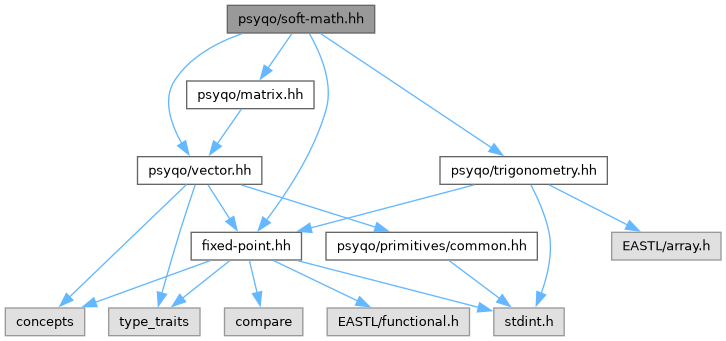 psyqo/soft-math.hh
psyqo/matrix.hh
psyqo/vector.hh
psyqo/trigonometry.hh
fixed-point.hh
psyqo/primitives/common.hh
EASTL/array.h
concepts
type_traits
compare
EASTL/functional.h
stdint.h